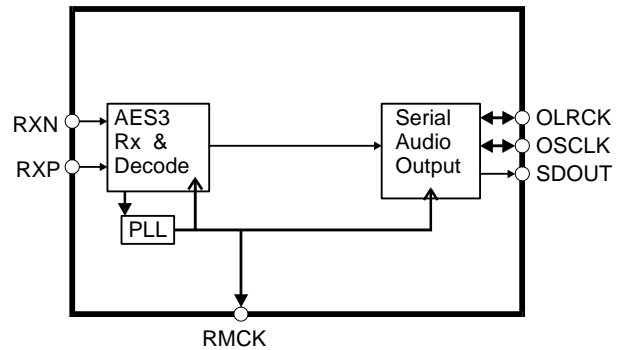 RXN
RXP
AES3
Rx &
Decode
PLL
Serial
Audio
Output
OLRCK
OSCLK
SDOUT
RMCK